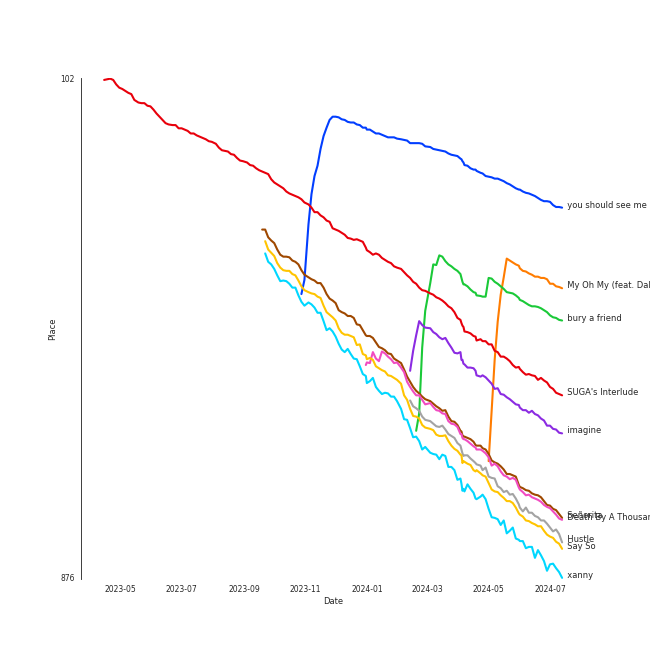 102
you should see me
My Oh My (feat. Dal
bury a friend
Place
SUGA's Interlude
imagine
Señorita
Death By A Thousan
Hustle
Say So
xanny
876
2023-05 2023-07 2023-09 2023-11 2024-01 2024-03 2024-05 2024-07
Date